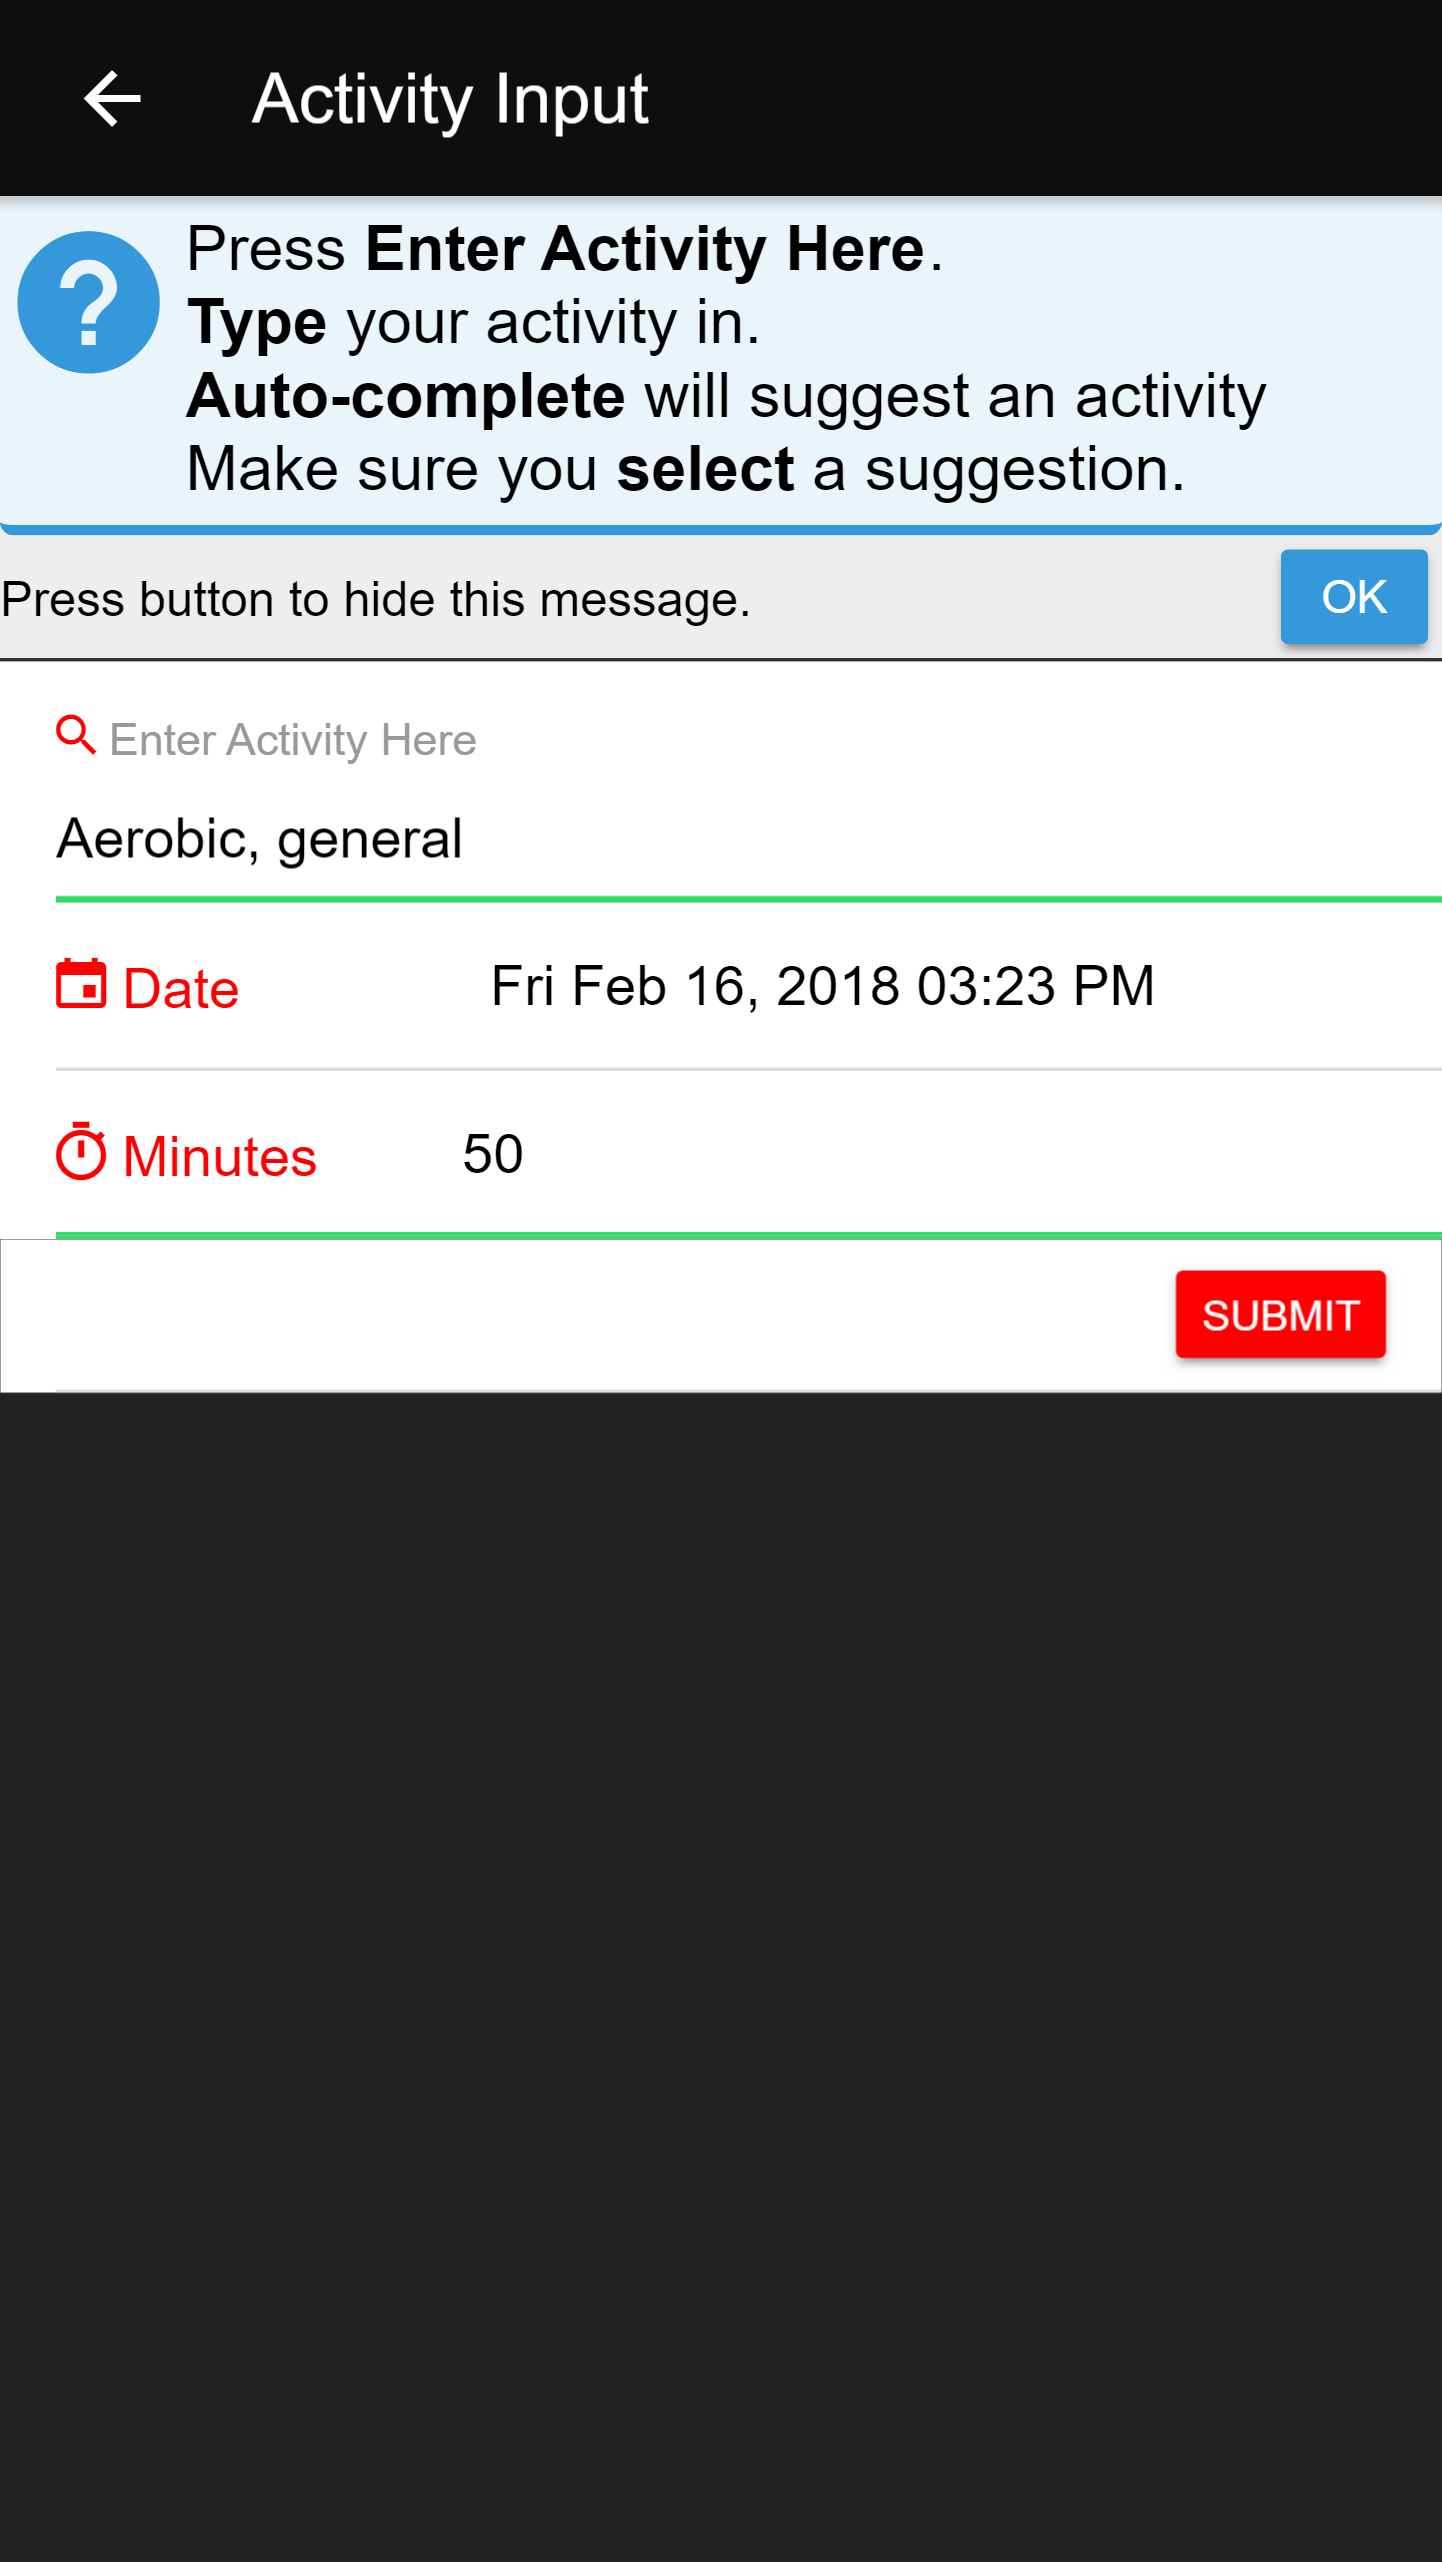 Activity Input
Press Enter Activity Here.
Type your activity in.
Auto-complete will suggest an activity
Make sure you select a suggestion.
Press button to hide this message.
OK
Enter Activity Here
Aerobic, general
Date Fri Feb 16, 2018 03:23 PM
Minutes 50
SUBMIT